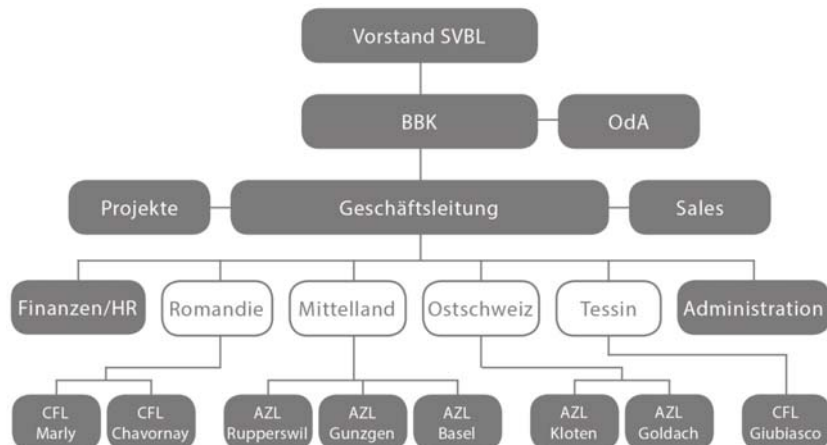 Vorstand SVBL
BBK
OdA
Projekte
Geschäftsleitung
Sales
Finanzen/HR
Romandie
Mittelland
Ostschweiz
Tessin
Administration
CFL
Marly
CFL
Chavornay
AZL
Rupperswil
AZL
Gunzgen
AZL
Basel
AZL
Kloten
AZL
Goldach
CFL
Giubiasco